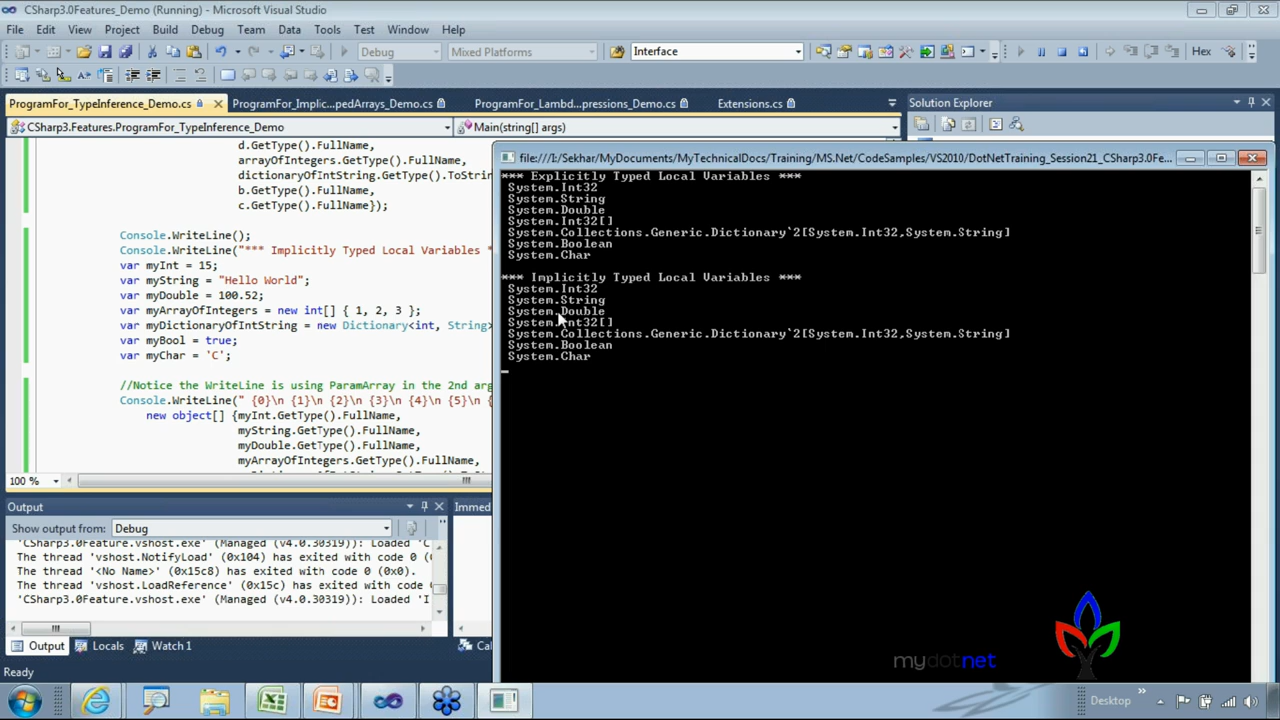 CSharp3.0Features_Demo (Running) - Microsoft Visual Studio
File Edit View Project Build Debug Team Data Tools Test Window Help
Debug Mixed Platforms Interface Hex
ProgramFor_TypeInference_Demo.cs ProgramFor_Implic...pedArrays_Demo.cs ProgramFor_Lambd...pressions_Demo.cs Extensions.cs Solution Explorer
CSharp3.Features.ProgramFor_TypeInference_Demo Main(string[] args)
d.GetType().FullName,
arrayOfIntegers.GetType().FullName,
dictionaryOfIntString.GetType().ToStrin
b.GetType().FullName,
c.GetType().FullName});
Console.WriteLine();
Console.WriteLine("*** Implicitly Typed Local Variables *
var myInt = 15;
var myString = "Hello World";
var myDouble = 100.52;
var myArrayOfIntegers = new int[] { 1, 2, 3 };
var myDictionaryOfIntString = new Dictionary<int, String>
var myBool = true;
var myChar = 'C';
//Notice the WriteLine is using ParamArray in the 2nd arg
Console.WriteLine(" {0}\n {1}\n {2}\n {3}\n {4}\n {5}\n {
new object[] {myInt.GetType().FullName,
myString.GetType().FullName,
myDouble.GetType().FullName,
myArrayOfIntegers.GetType().FullName,
100 %
file:///I:/Sekhar/MyDocuments/MyTechnicalDocs/Training/MS.Net/CodeSamples/VS2010/DotNetTraining_Session21_CSharp3.0Fe...
*** Explicitly Typed Local Variables ***
System.Int32
System.String
System.Double
System.Int32[]
System.Collections.Generic.Dictionary`2[System.Int32,System.String]
System.Boolean
System.Char
*** Implicitly Typed Local Variables ***
System.Int32
System.String
System.Double
System.Int32[]
System.Collections.Generic.Dictionary`2[System.Int32,System.String]
System.Boolean
System.Char
Output Immed
Show output from: Debug
'CSharp3.0Feature.vshost.exe' (Managed (v4.0.30319)): Loaded 'C
The thread 'vshost.NotifyLoad' (0x104) has exited with code 0 (
The thread '<No Name>' (0x15c8) has exited with code 0 (0x0).
The thread 'vshost.LoadReference' (0x15c) has exited with code
'CSharp3.0Feature.vshost.exe' (Managed (v4.0.30319)): Loaded 'I
Output Locals Watch 1 Cal
Ready
mydotnet
Desktop